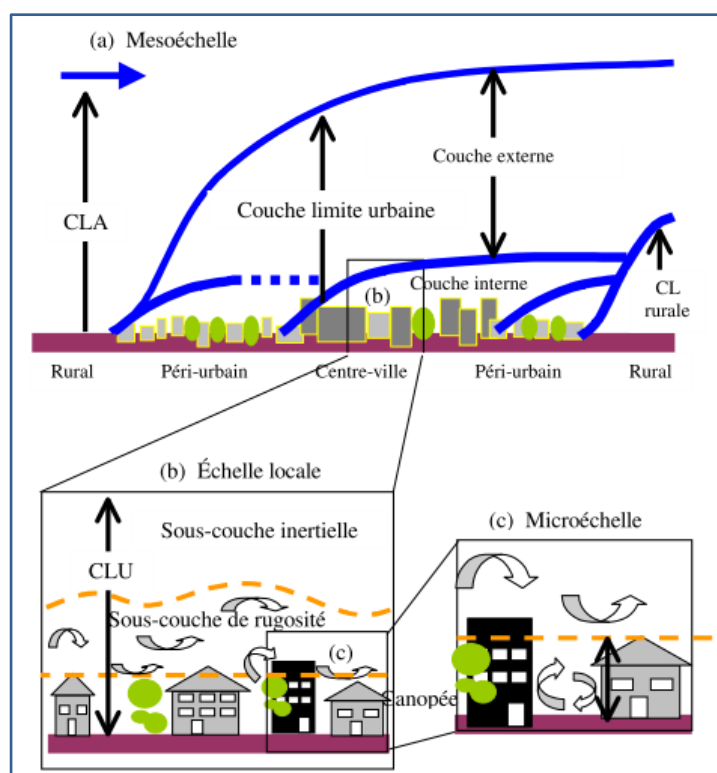 (a) Mesoéchelle
Couche externe
Couche limite urbaine
CLA
Couche interne
(b)
CL
rurale
Rural Péri-urbain Centre-ville Péri-urbain Rural
(b) Échelle locale
Sous-couche inertielle
CLU
Sous-couche de rugosité
(c)
(c) Microéchelle
Canopée